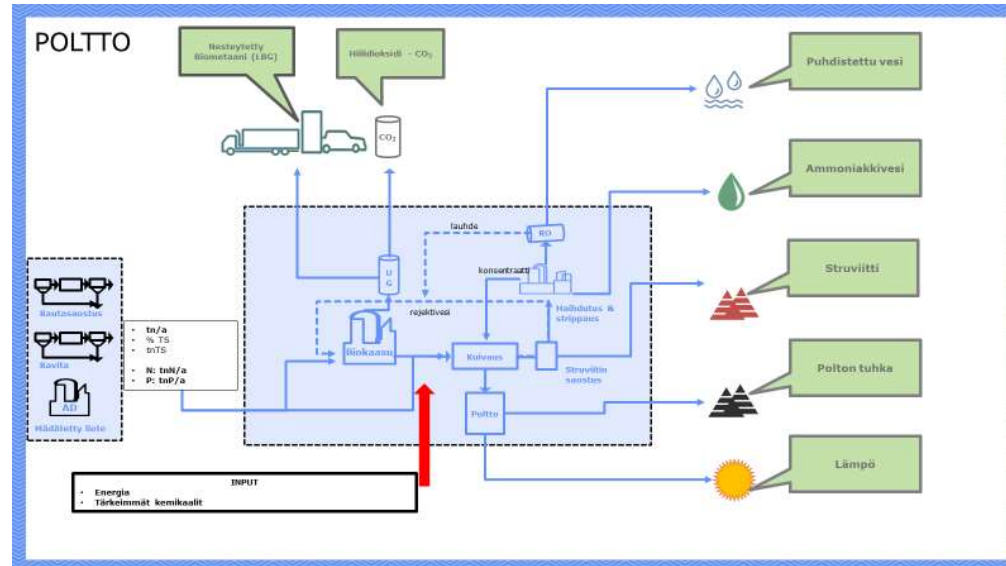 POLTTO
Nesteytetty
Biometaani (LBG)
Hiilidioksidi - CO₂
CO₂
Puhdistettu vesi
Ammoniakkivesi
Struviitti
Polton tuhka
Lämpö
lauhde
RO
konsentraatti
U
G
rejektivesi
Haihdutus &
strippaus
Biokaasu
Kuivaus
Struviitin
saostus
Poltto
Rautasaostus
Ravita
AD
Mädätetty liete
• tn/a
• % TS
tnTS
• N: tnN/a
• P: tnP/a
INPUT
• Energia
• Tärkeimmät kemikaalit